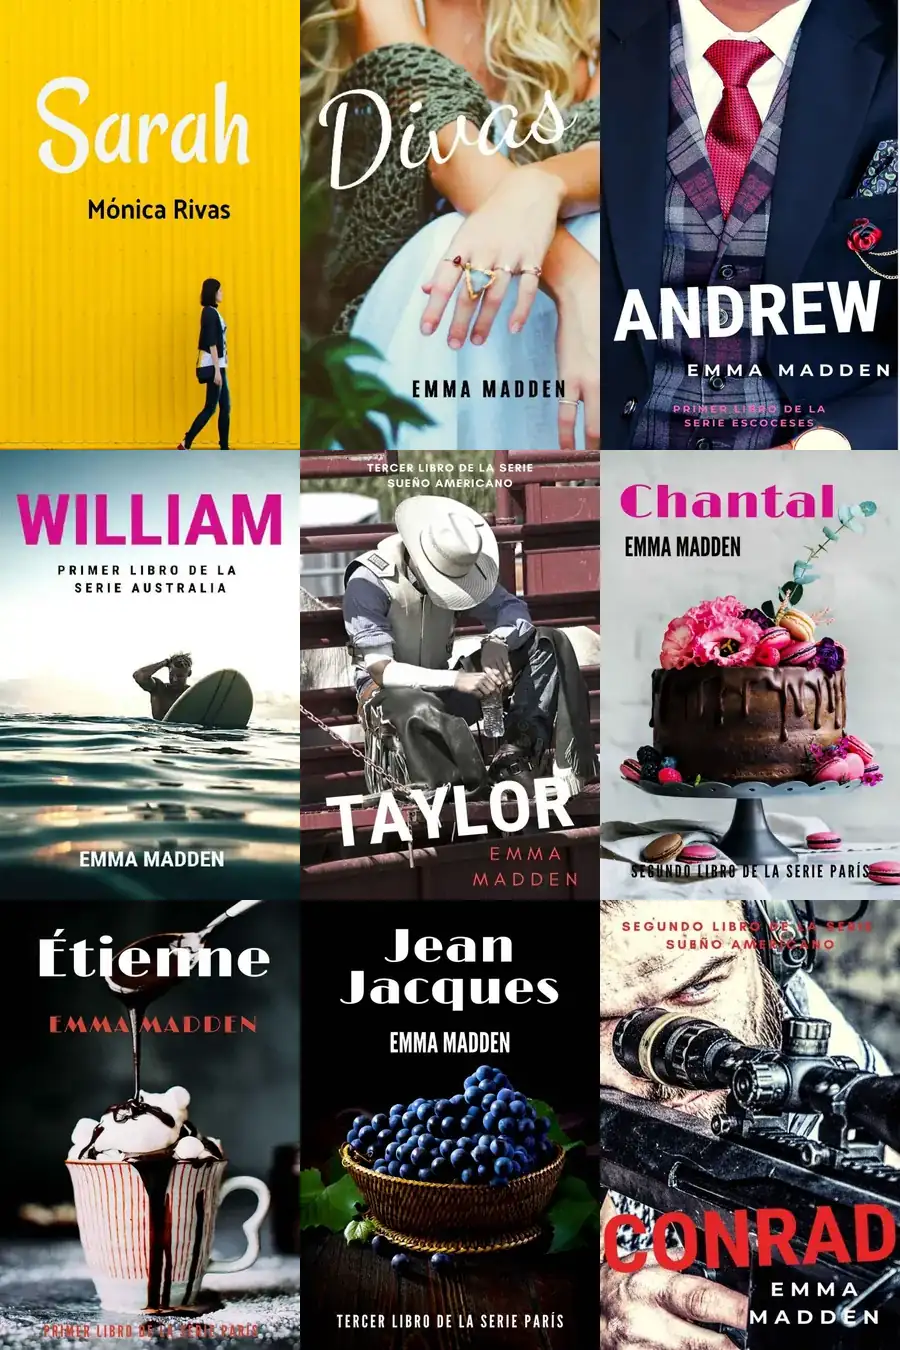 Sarah
Mónica Rivas
Divas
EMMA MADDEN
ANDREW
EMMA MADDEN
PRIMER LIBRO DE LA
SERIE ESCOCESES
WILLIAM
PRIMER LIBRO DE LA
SERIE AUSTRALIA
EMMA MADDEN
TERCER LIBRO DE LA SERIE
SUEÑO AMERICANO
TAYLOR
EMMA
MADDEN
Chantal
EMMA MADDEN
SEGUNDO LIBRO DE LA SERIE PARÍS
Étienne
EMMA MADDEN
PRIMER LIBRO DE LA SERIE PARÍS
Jean
Jacques
EMMA MADDEN
TERCER LIBRO DE LA SERIE PARÍS
SEGUNDO LIBRO DE LA SERIE
SUEÑO AMERICANO
CONRAD
EMMA
MADDEN